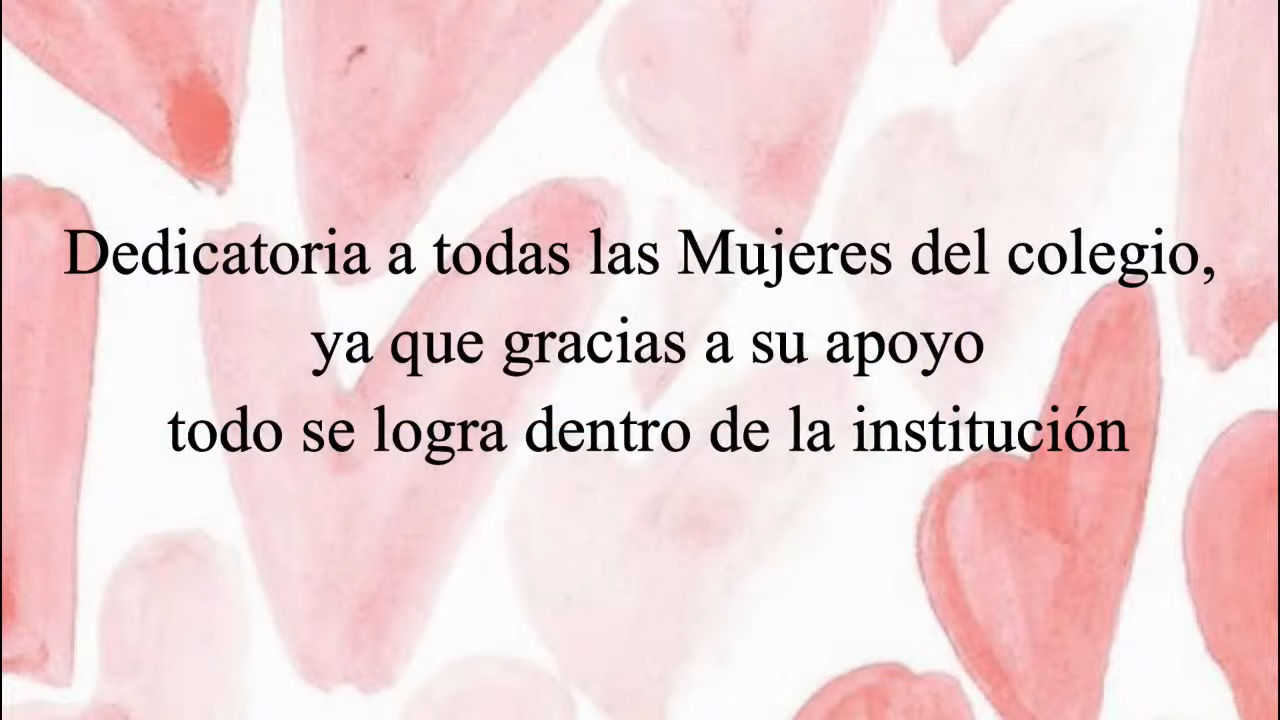 Dedicatoria a todas las Mujeres del colegio,
ya que gracias a su apoyo
todo se logra dentro de la institución